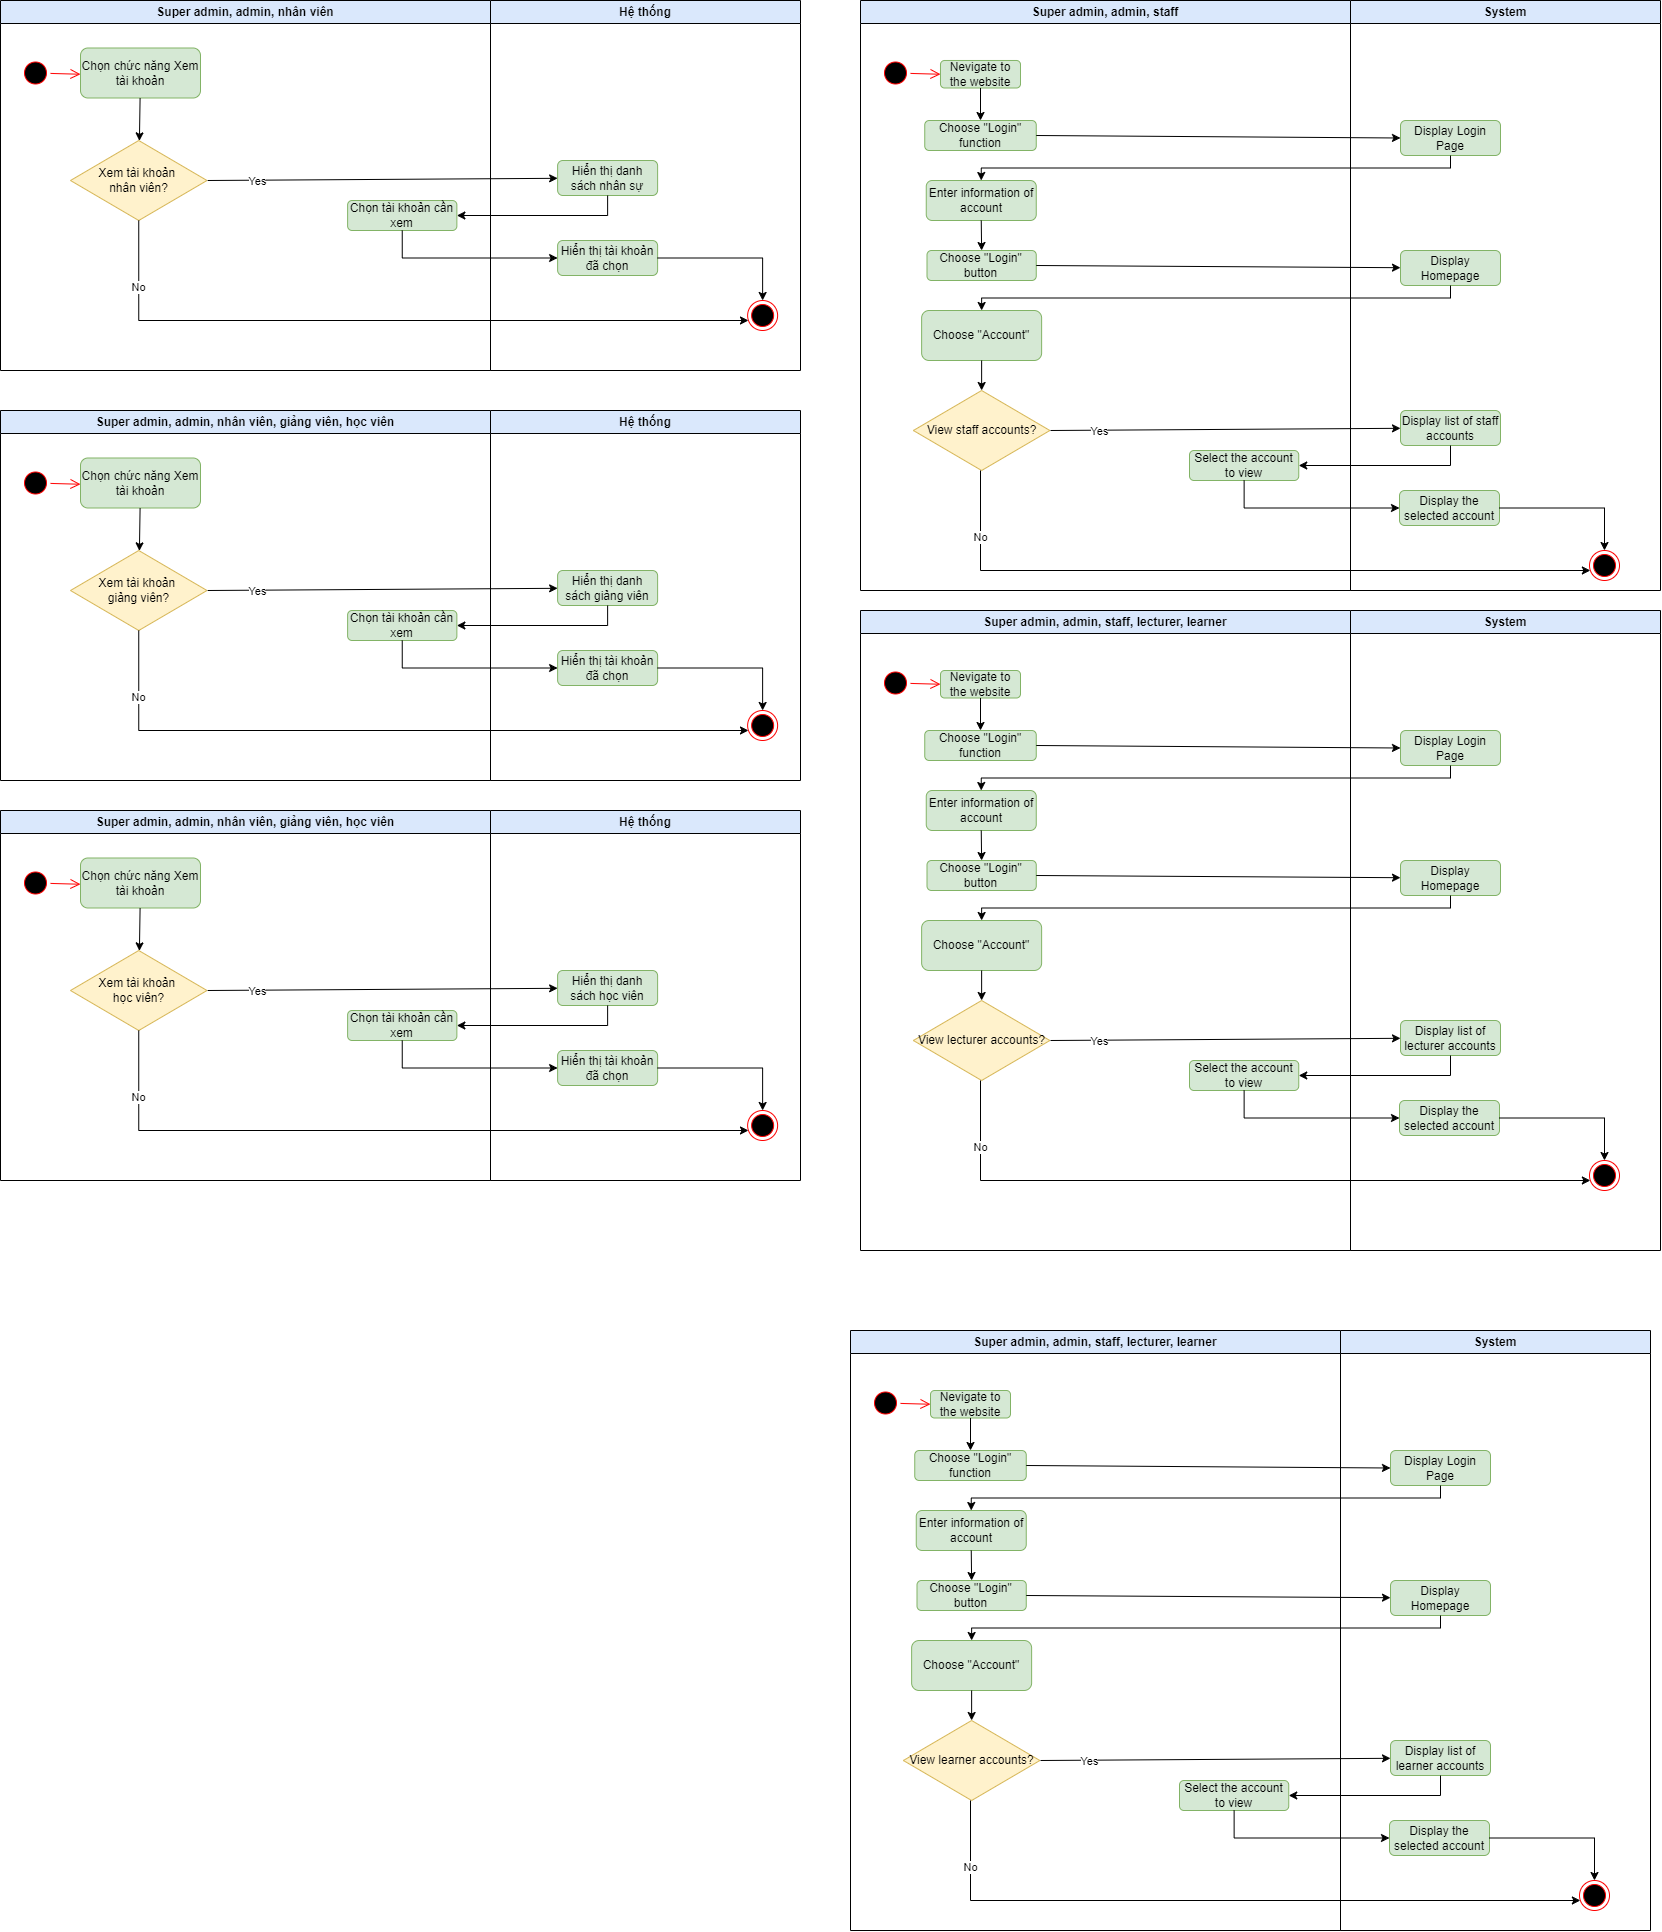 Super admin, admin, nhân viên
Hệ thống
Chọn chức năng Xem
tài khoản
Xem tài khoản
nhân viên?
Yes
Hiển thị danh
sách nhân sự
Chọn tài khoản cần
xem
Hiển thị tài khoản
đã chọn
No
Super admin, admin, nhân viên, giảng viên, học viên
Hệ thống
Chọn chức năng Xem
tài khoản
Xem tài khoản
giảng viên?
Yes
Hiển thị danh
sách giảng viên
Chọn tài khoản cần
xem
Hiển thị tài khoản
đã chọn
No
Super admin, admin, nhân viên, giảng viên, học viên
Hệ thống
Chọn chức năng Xem
tài khoản
Xem tài khoản
học viên?
Yes
Hiển thị danh
sách học viên
Chọn tài khoản cần
xem
Hiển thị tài khoản
đã chọn
No
Super admin, admin, staff
System
Nevigate to
the website
Choose "Login"
function
Display Login
Page
Enter information of
account
Choose "Login"
button
Display
Homepage
Choose "Account"
View staff accounts?
Yes
Display list of staff
accounts
Select the account
to view
Display the
selected account
No
Super admin, admin, staff, lecturer, learner
System
Nevigate to
the website
Choose "Login"
function
Display Login
Page
Enter information of
account
Choose "Login"
button
Display
Homepage
Choose "Account"
View lecturer accounts?
Yes
Display list of
lecturer accounts
Select the account
to view
Display the
selected account
No
Super admin, admin, staff, lecturer, learner
System
Nevigate to
the website
Choose "Login"
function
Display Login
Page
Enter information of
account
Choose "Login"
button
Display
Homepage
Choose "Account"
View learner accounts?
Yes
Display list of
learner accounts
Select the account
to view
Display the
selected account
No